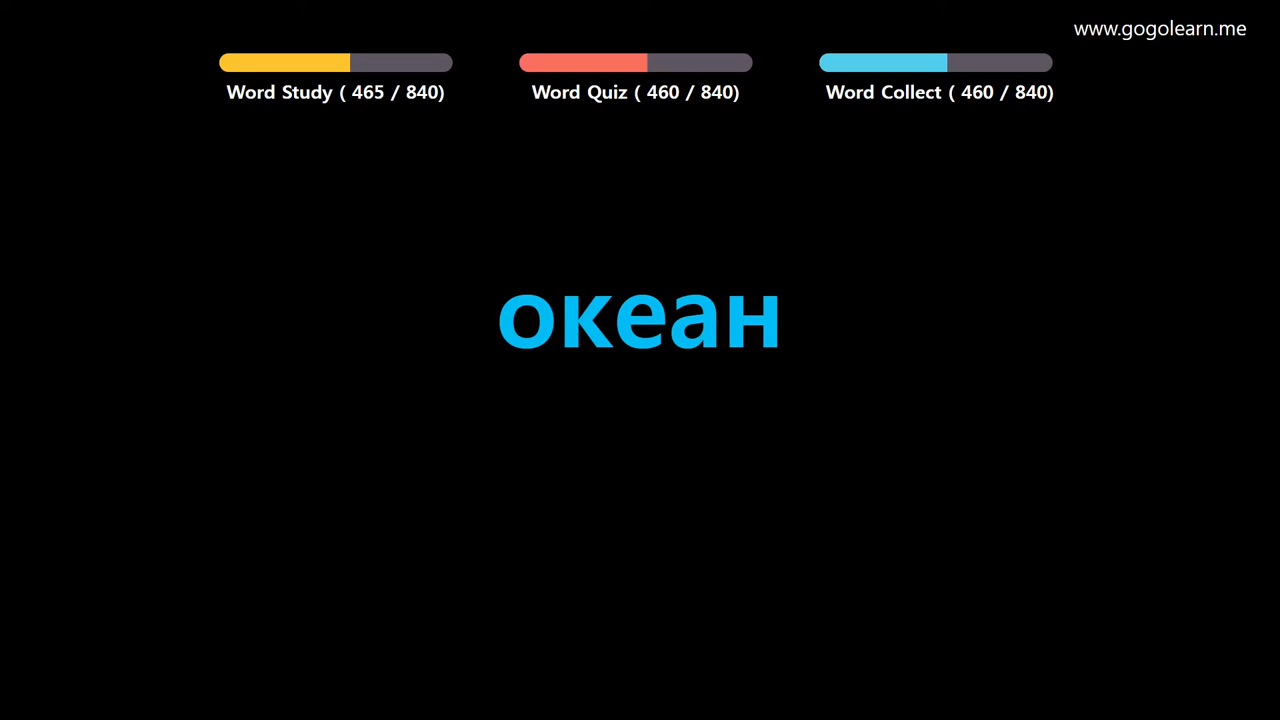 www.gogolearn.me
Word Study ( 465 / 840)
Word Quiz ( 460 / 840)
Word Collect ( 460 / 840)
океан